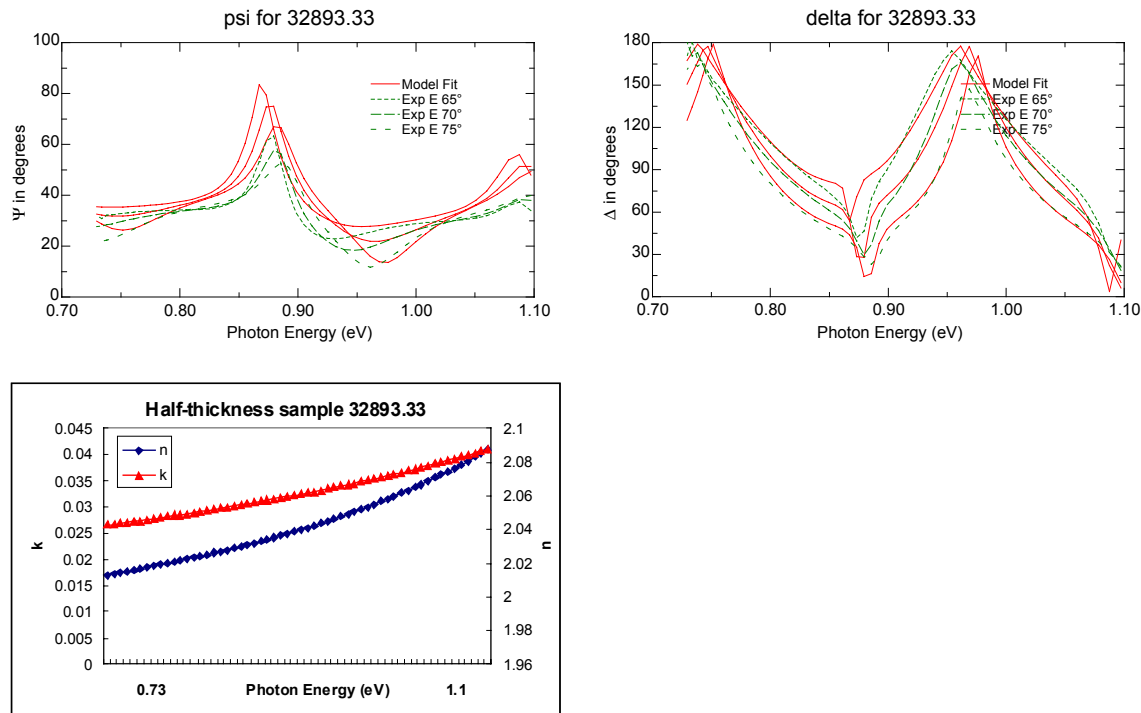 psi for 32893.33
100
80
60
40
20
0
Ψ in degrees
Model Fit
Exp E 65°
Exp E 70°
Exp E 75°
0.70
0.80
0.90
1.00
1.10
Photon Energy (eV)
delta for 32893.33
180
150
120
90
60
30
0
Δ in degrees
Model Fit
Exp E 65°
Exp E 70°
Exp E 75°
0.70
0.80
0.90
1.00
1.10
Photon Energy (eV)
Half-thickness sample 32893.33
0.045
0.04
0.035
0.03
0.025
0.02
0.015
0.01
0.005
0
k
n
k
2.1
2.08
2.06
2.04
2.02
2
1.98
1.96
n
0.73
Photon Energy (eV)
1.1